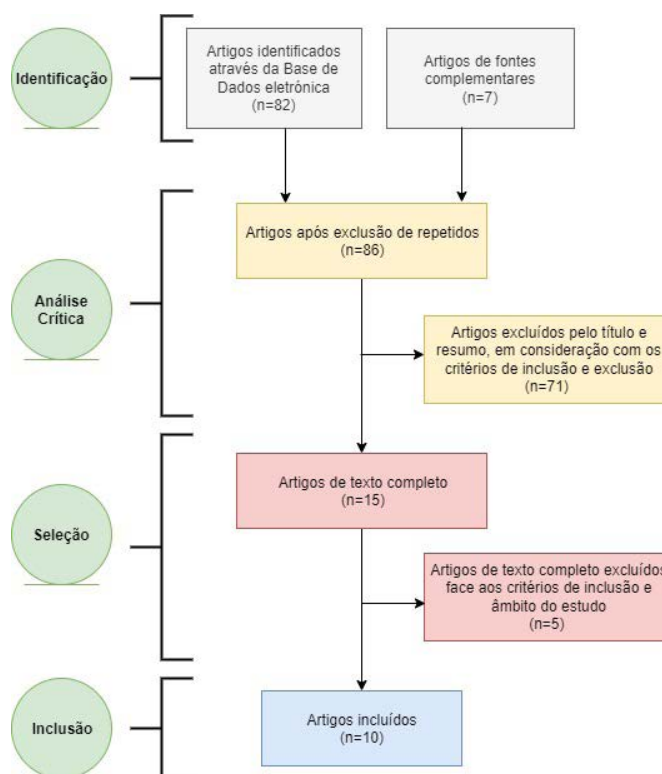 Identificação
Artigos identificados
através da Base de
Dados eletrónica
(n=82)
Artigos de fontes
complementares
(n=7)
Análise
Crítica
Artigos após exclusão de repetidos
(n=86)
Artigos excluídos pelo título e
resumo, em consideração com os
critérios de inclusão e exclusão
(n=71)
Seleção
Artigos de texto completo
(n=15)
Artigos de texto completo excluídos
face aos critérios de inclusão e
âmbito do estudo
(n=5)
Inclusão
Artigos incluídos
(n=10)